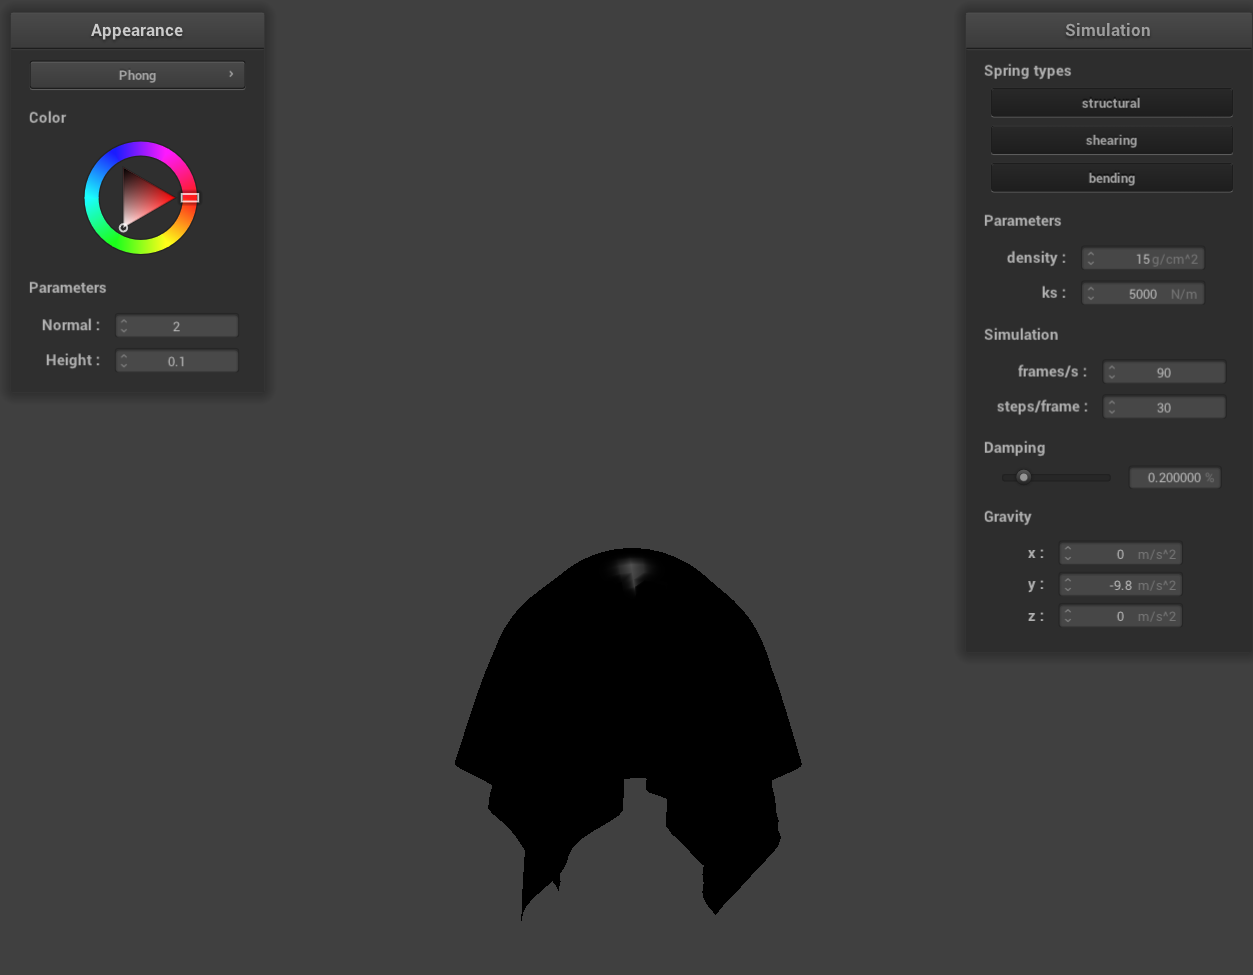 Appearance
Phong
Color
Parameters
Normal : 2
Height : 0.1
Simulation
Spring types
structural
shearing
bending
Parameters
density : 15 g/cm^2
ks : 5000 N/m
Simulation
frames/s : 90
steps/frame : 30
Damping
0.200000 %
Gravity
x : 0 m/s^2
y : -9.8 m/s^2
z : 0 m/s^2